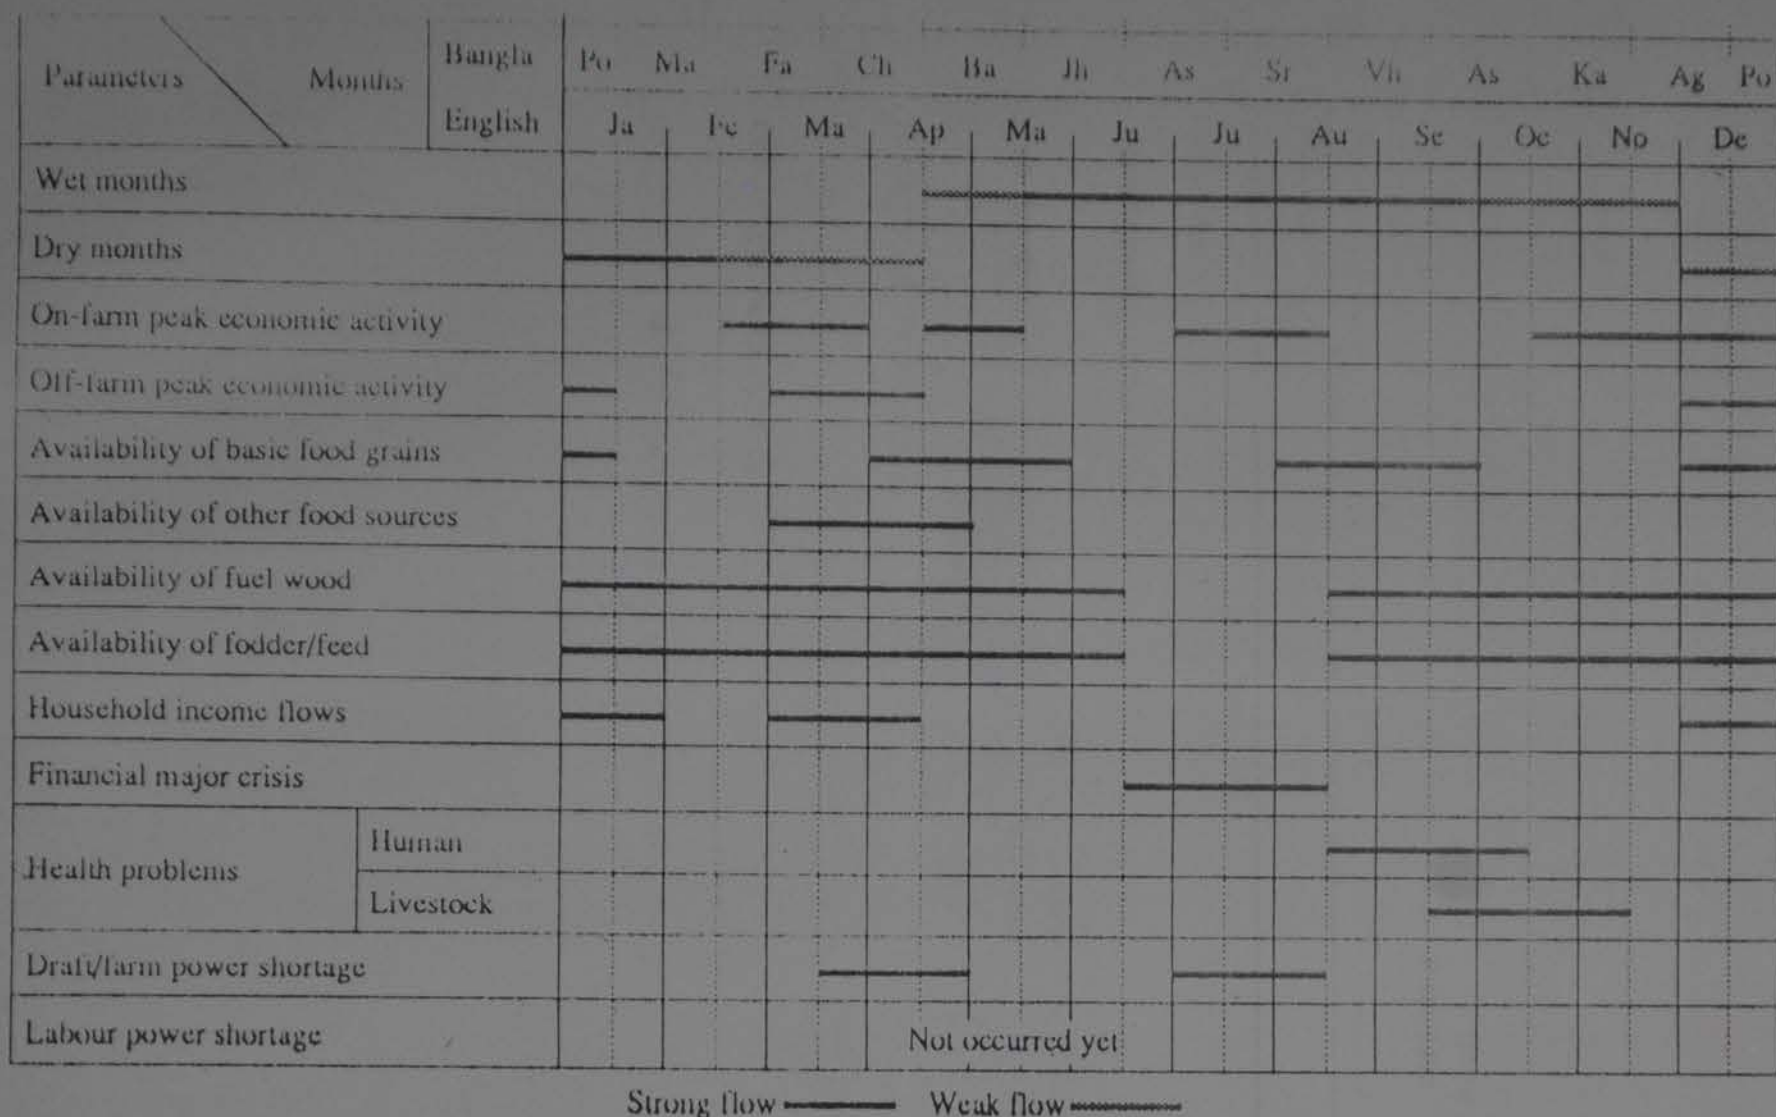 Parameters Months Bangla Po Ma Fa Ch Ba Jh As Sr Vh As Ka Ag Po
English Ja Fe Ma Ap Ma Ju Ju Au Se Oc No De
Wet months
Dry months
On-farm peak economic activity
Off-farm peak economic activity
Availability of basic food grains
Availability of other food sources
Availability of fuel wood
Availability of fodder/feed
Household income flows
Financial major crisis
Health problems Human
Livestock
Draft/farm power shortage
Labour power shortage Not occurred yet
Strong flow Weak flow